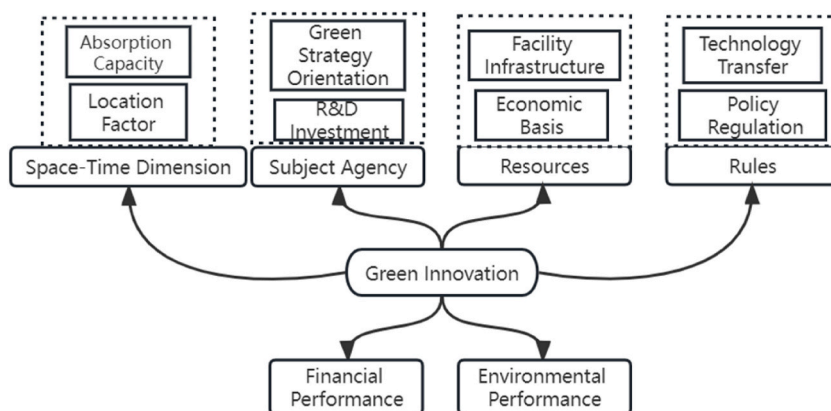 Absorption
Capacity
Location
Factor
Space-Time Dimension
Green
Strategy
Orientation
R&D
Investment
Subject Agency
Facility
Infrastructure
Economic
Basis
Resources
Technology
Transfer
Policy
Regulation
Rules
Green Innovation
Financial
Performance
Environmental
Performance